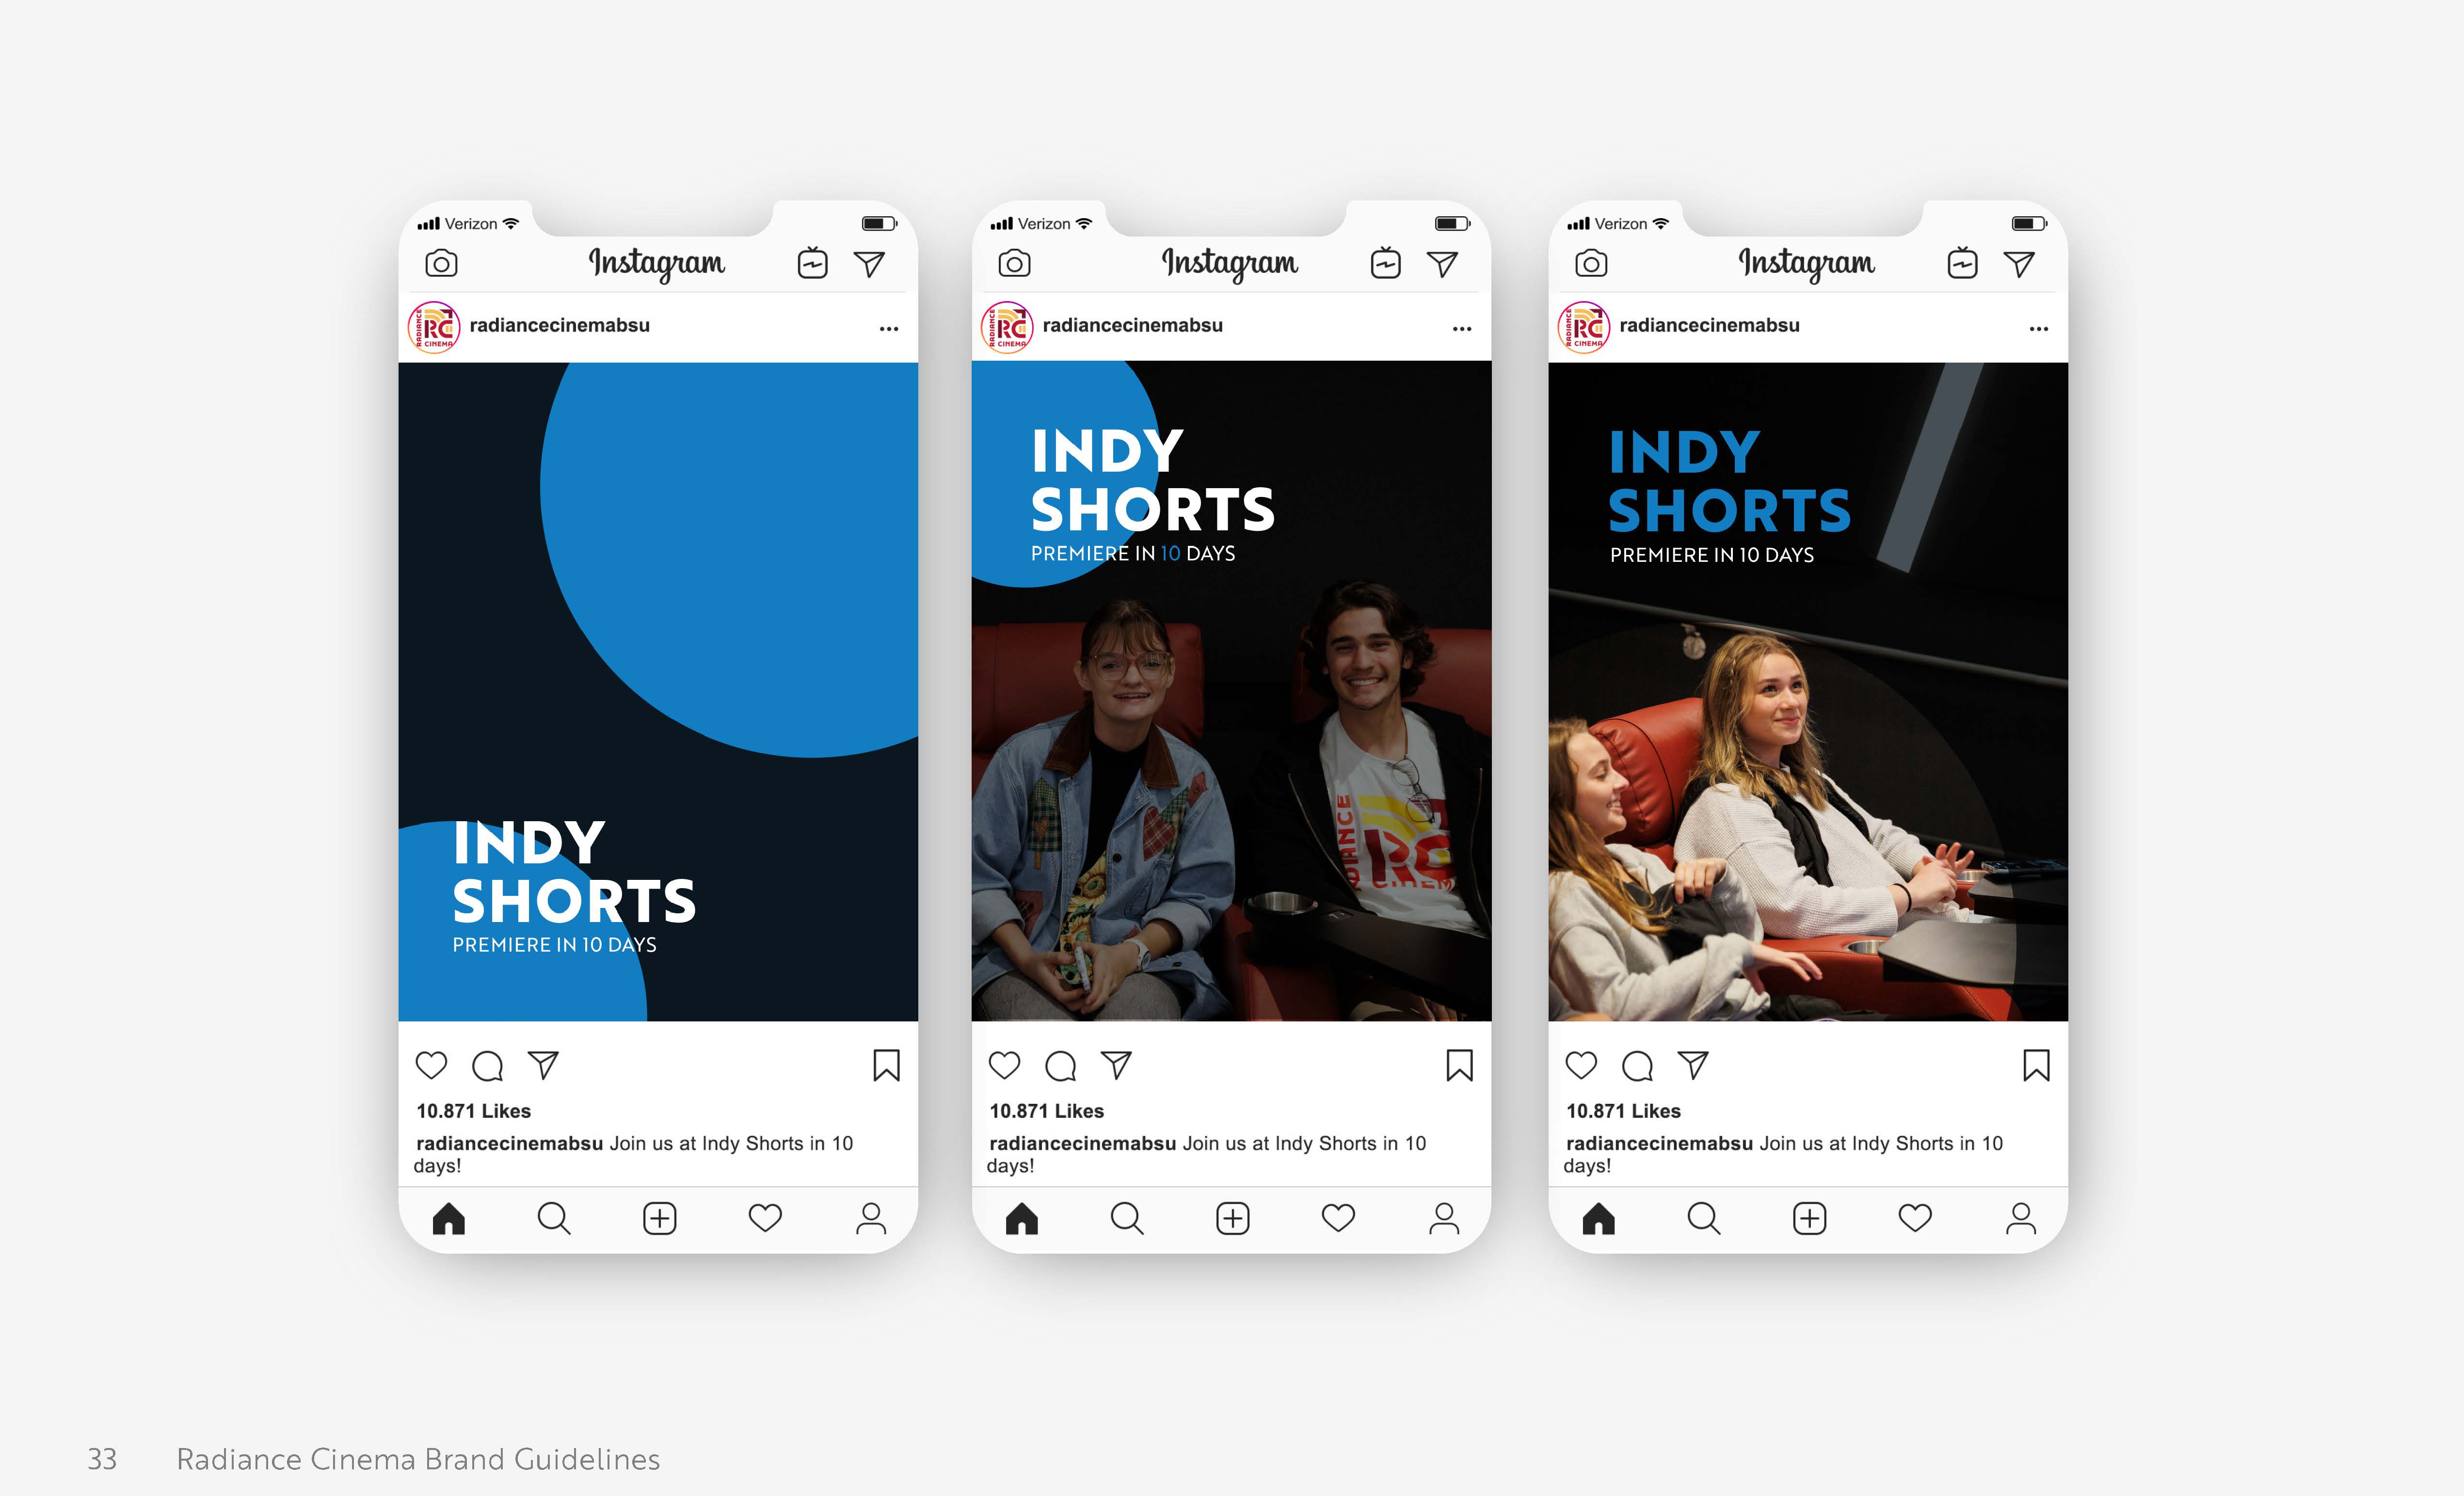 Verizon
Instagram
RADIANCE
RC
CINEMA
radiancecinemabsu
INDY
SHORTS
PREMIERE IN 10 DAYS
10.871 Likes
radiancecinemabsu Join us at Indy Shorts in 10
days!
Verizon
Instagram
RADIANCE
RC
CINEMA
radiancecinemabsu
INDY
SHORTS
PREMIERE IN 10 DAYS
RC
10.871 Likes
radiancecinemabsu Join us at Indy Shorts in 10
days!
Verizon
Instagram
RADIANCE
RC
CINEMA
radiancecinemabsu
INDY
SHORTS
PREMIERE IN 10 DAYS
10.871 Likes
radiancecinemabsu Join us at Indy Shorts in 10
days!
33 Radiance Cinema Brand Guidelines